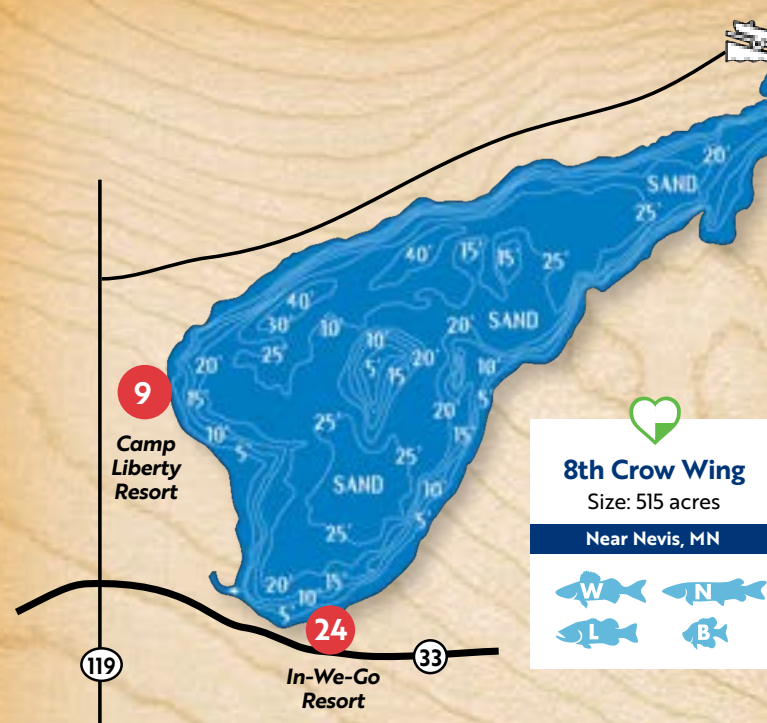 20'
SAND
25'
40'
15'
15'
25'
40'
30'
10'
20'
SAND
25'
10'
20'
5'
15'
20'
10'
9
15'
5'
Camp
Liberty
Resort
10'
5'
25'
20'
15'
25'
SAND
10'
5'
25'
20'
15'
10'
5'
24
In-We-Go
Resort
33
119
8th Crow Wing
Size: 515 acres
Near Nevis, MN
W
N
L
B